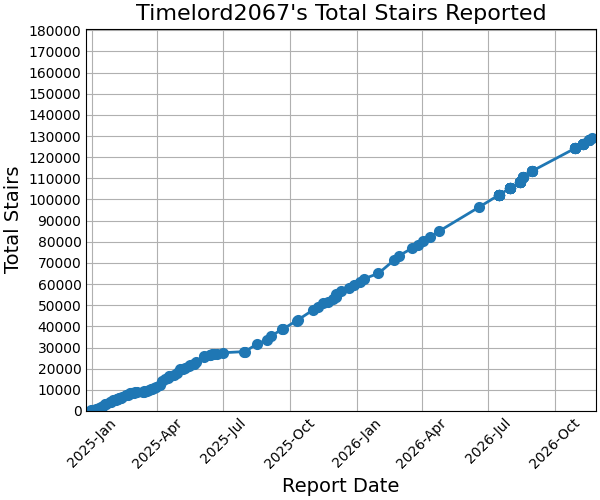 Timelord2067's Total Stairs Reported
180000
170000
160000
150000
140000
130000
120000
110000
100000
90000
80000
70000
60000
50000
40000
30000
20000
10000
0
Total Stairs
2025-Jan
2025-Apr
2025-Jul
2025-Oct
2026-Jan
2026-Apr
2026-Jul
2026-Oct
Report Date